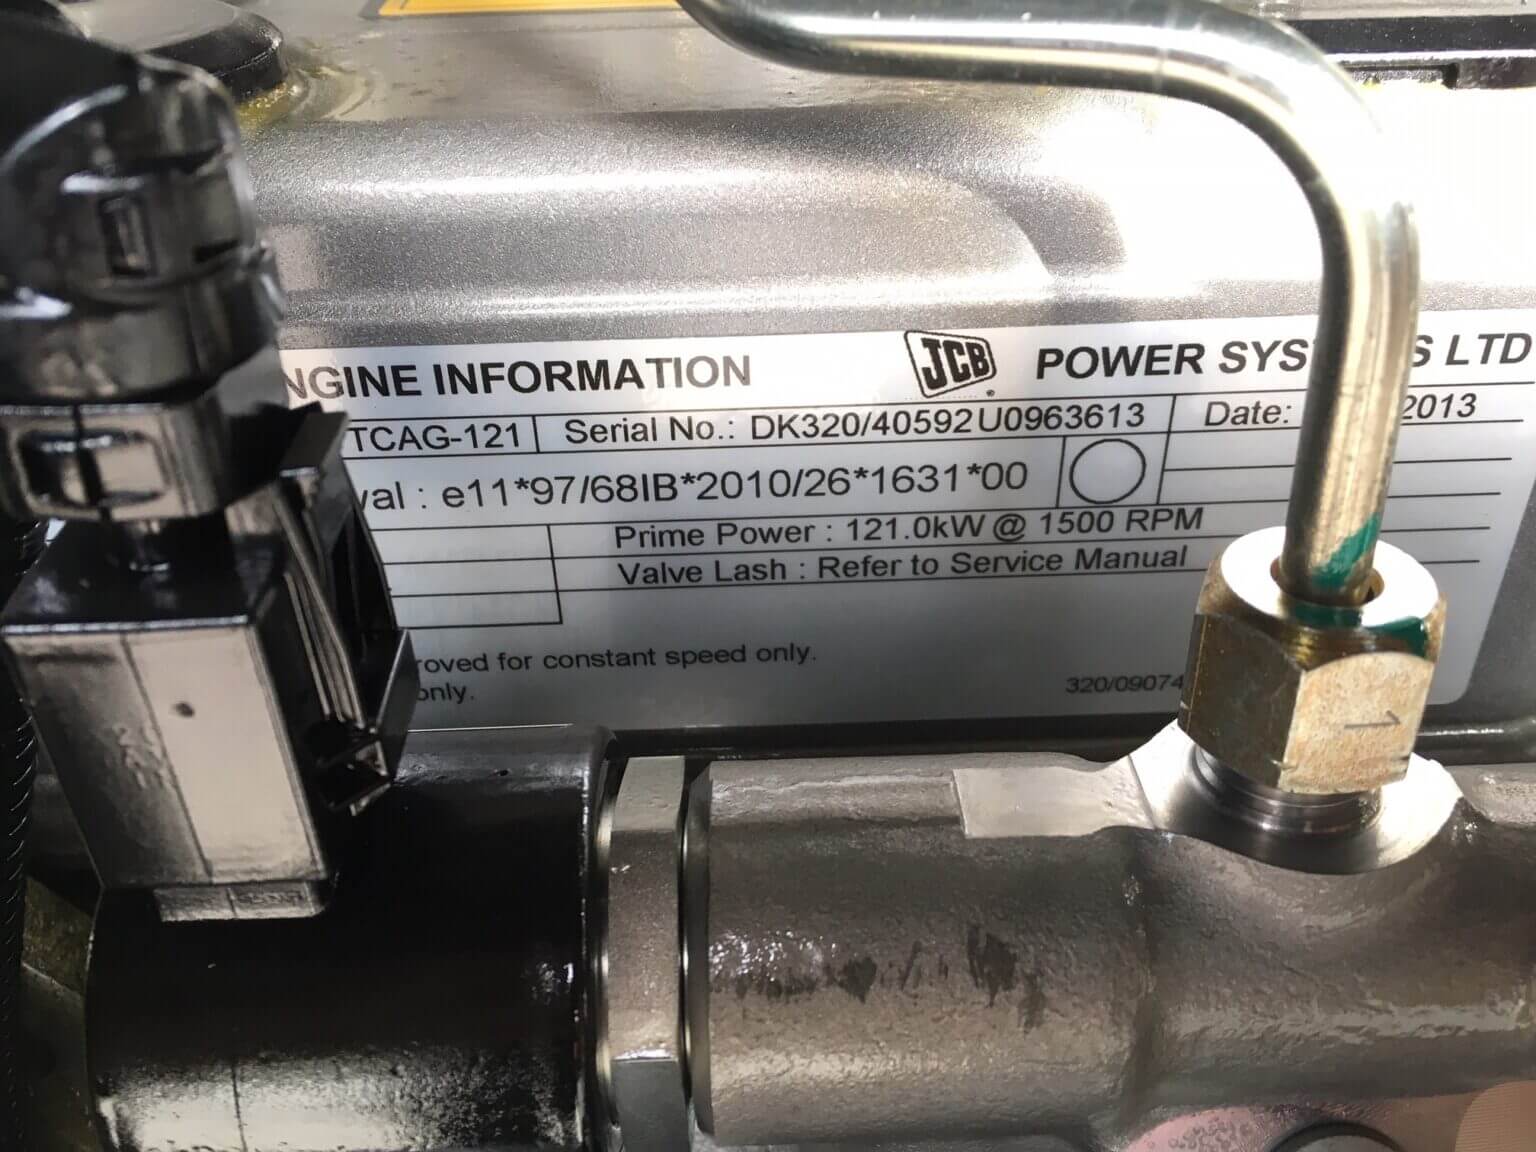 NGINE INFORMATION JCB POWER SYS S LTD
TCAG-121 Serial No.: DK320/40592U0963613 Date: 2013
val : e11*97/68IB*2010/26*1631*00
Prime Power : 121.0kW @ 1500 RPM
Valve Lash : Refer to Service Manual
roved for constant speed only.
only.
320/09074
1